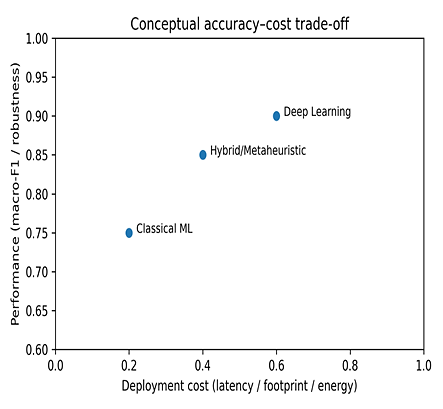 Conceptual accuracy–cost trade-off
Performance (macro-F1 / robustness)
1.00
0.95
0.90
0.85
0.80
0.75
0.70
0.65
0.60
Deep Learning
Hybrid/Metaheuristic
Classical ML
0.0 0.2 0.4 0.6 0.8 1.0
Deployment cost (latency / footprint / energy)